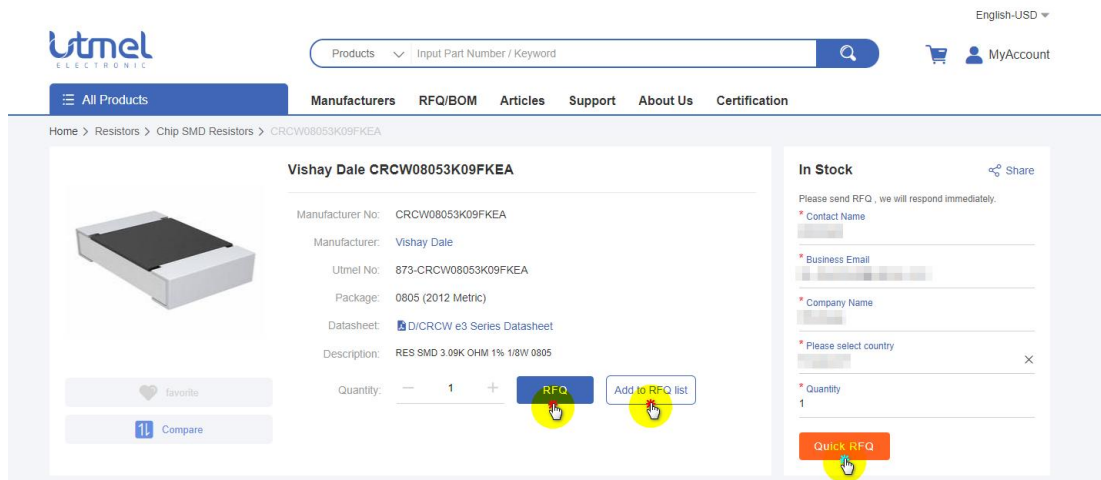 English-USD
Utmel
ELECTRONIC
Products Input Part Number / Keyword
MyAccount
All Products
Manufacturers RFQ/BOM Articles Support About Us Certification
Home > Resistors > Chip SMD Resistors > CRCW08053K09FKEA
Vishay Dale CRCW08053K09FKEA
Manufacturer No: CRCW08053K09FKEA
Manufacturer: Vishay Dale
Utmel No: 873-CRCW08053K09FKEA
Package: 0805 (2012 Metric)
Datasheet: D/CRCW e3 Series Datasheet
Description: RES SMD 3.09K OHM 1% 1/8W 0805
Quantity: — 1 + RFQ Add to RFQ list
favorite
Compare
In Stock Share
Please send RFQ , we will respond immediately.
* Contact Name
* Business Email
* Company Name
* Please select country
* Quantity
1
Quick RFQ